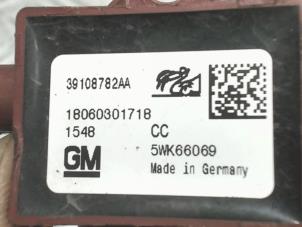 39108782AA
18060301718
1548 CC
GM 5WK66069
Made in Germany